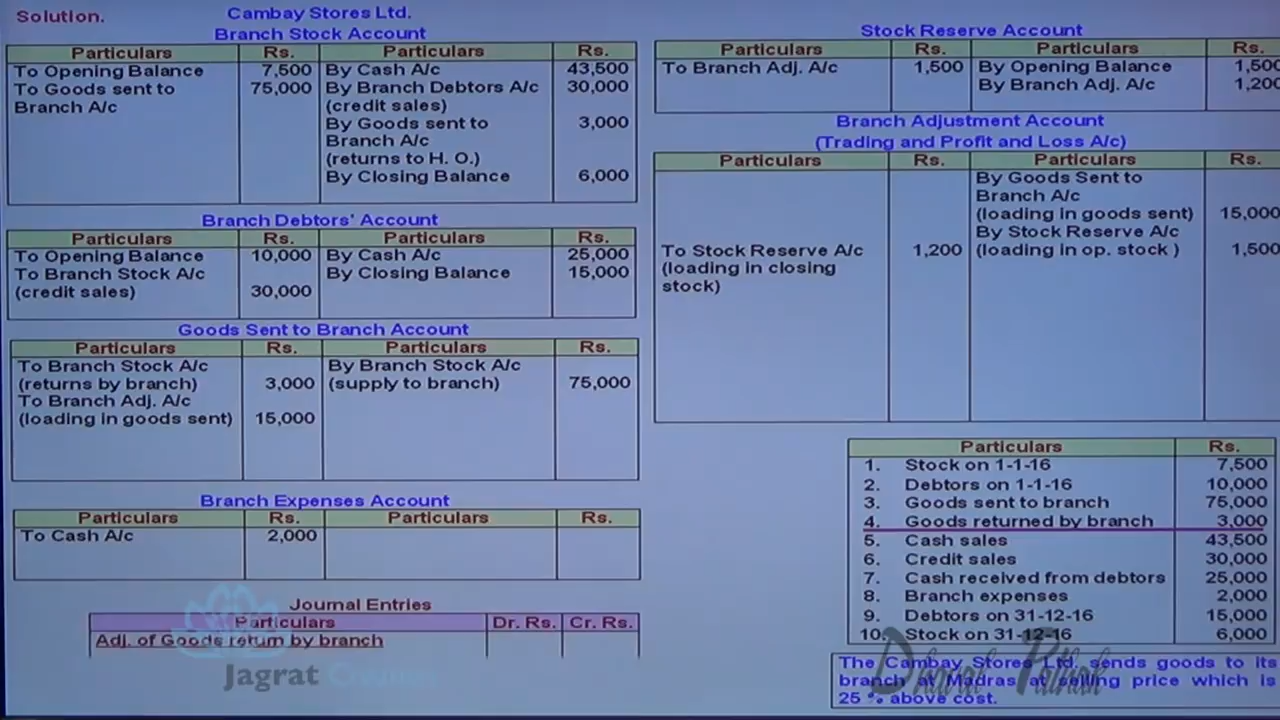 Solution.
Cambay Stores Ltd.
Branch Stock Account
Particulars Rs. Particulars Rs.
To Opening Balance 7,500 By Cash A/c 43,500
To Goods sent to 75,000 By Branch Debtors A/c 30,000
Branch A/c (credit sales)
By Goods sent to 3,000
Branch A/c
(returns to H. O.)
By Closing Balance 6,000
Branch Debtors' Account
Particulars Rs. Particulars Rs.
To Opening Balance 10,000 By Cash A/c 25,000
To Branch Stock A/c By Closing Balance 15,000
(credit sales) 30,000
Goods Sent to Branch Account
Particulars Rs. Particulars Rs.
To Branch Stock A/c By Branch Stock A/c
(returns by branch) 3,000 (supply to branch) 75,000
To Branch Adj. A/c
(loading in goods sent) 15,000
Branch Expenses Account
Particulars Rs. Particulars Rs.
To Cash A/c 2,000
Journal Entries
Particulars Dr. Rs. Cr. Rs.
Adj. of Goods return by branch
Jagrat
Stock Reserve Account
Particulars Rs. Particulars Rs.
To Branch Adj. A/c 1,500 By Opening Balance 1,500
By Branch Adj. A/c 1,200
Branch Adjustment Account
(Trading and Profit and Loss A/c)
Particulars Rs. Particulars Rs.
By Goods Sent to
Branch A/c
(loading in goods sent) 15,000
By Stock Reserve A/c
To Stock Reserve A/c 1,200 (loading in op. stock ) 1,500
(loading in closing
stock)
Particulars Rs.
1. Stock on 1-1-16 7,500
2. Debtors on 1-1-16 10,000
3. Goods sent to branch 75,000
4. Goods returned by branch 3,000
5. Cash sales 43,500
6. Credit sales 30,000
7. Cash received from debtors 25,000
8. Branch expenses 2,000
9. Debtors on 31-12-16 15,000
10. Stock on 31-12-16 6,000
The Cambay Stores Ltd. sends goods to its
branch at Madras at selling price which is
25 % above cost.
Dhaval Pathak